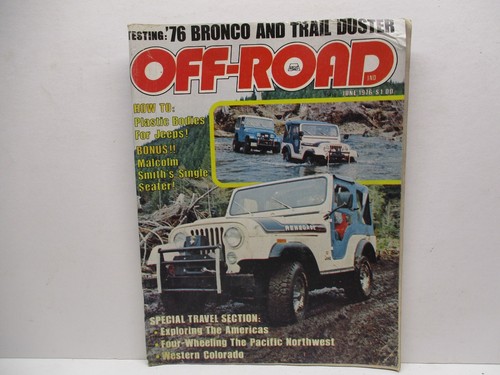 TESTING: '76 BRONCO AND TRAIL DUSTER
OFF-ROAD
IND
JUNE 1976 $1.00
HOW TO:
Plastic Bodies
For Jeeps!
BONUS!!
Malcolm
Smith's Single
Seater!
RENEGADE
SPECIAL TRAVEL SECTION:
• Exploring The Americas
• Four-Wheeling The Pacific Northwest
• Western Colorado